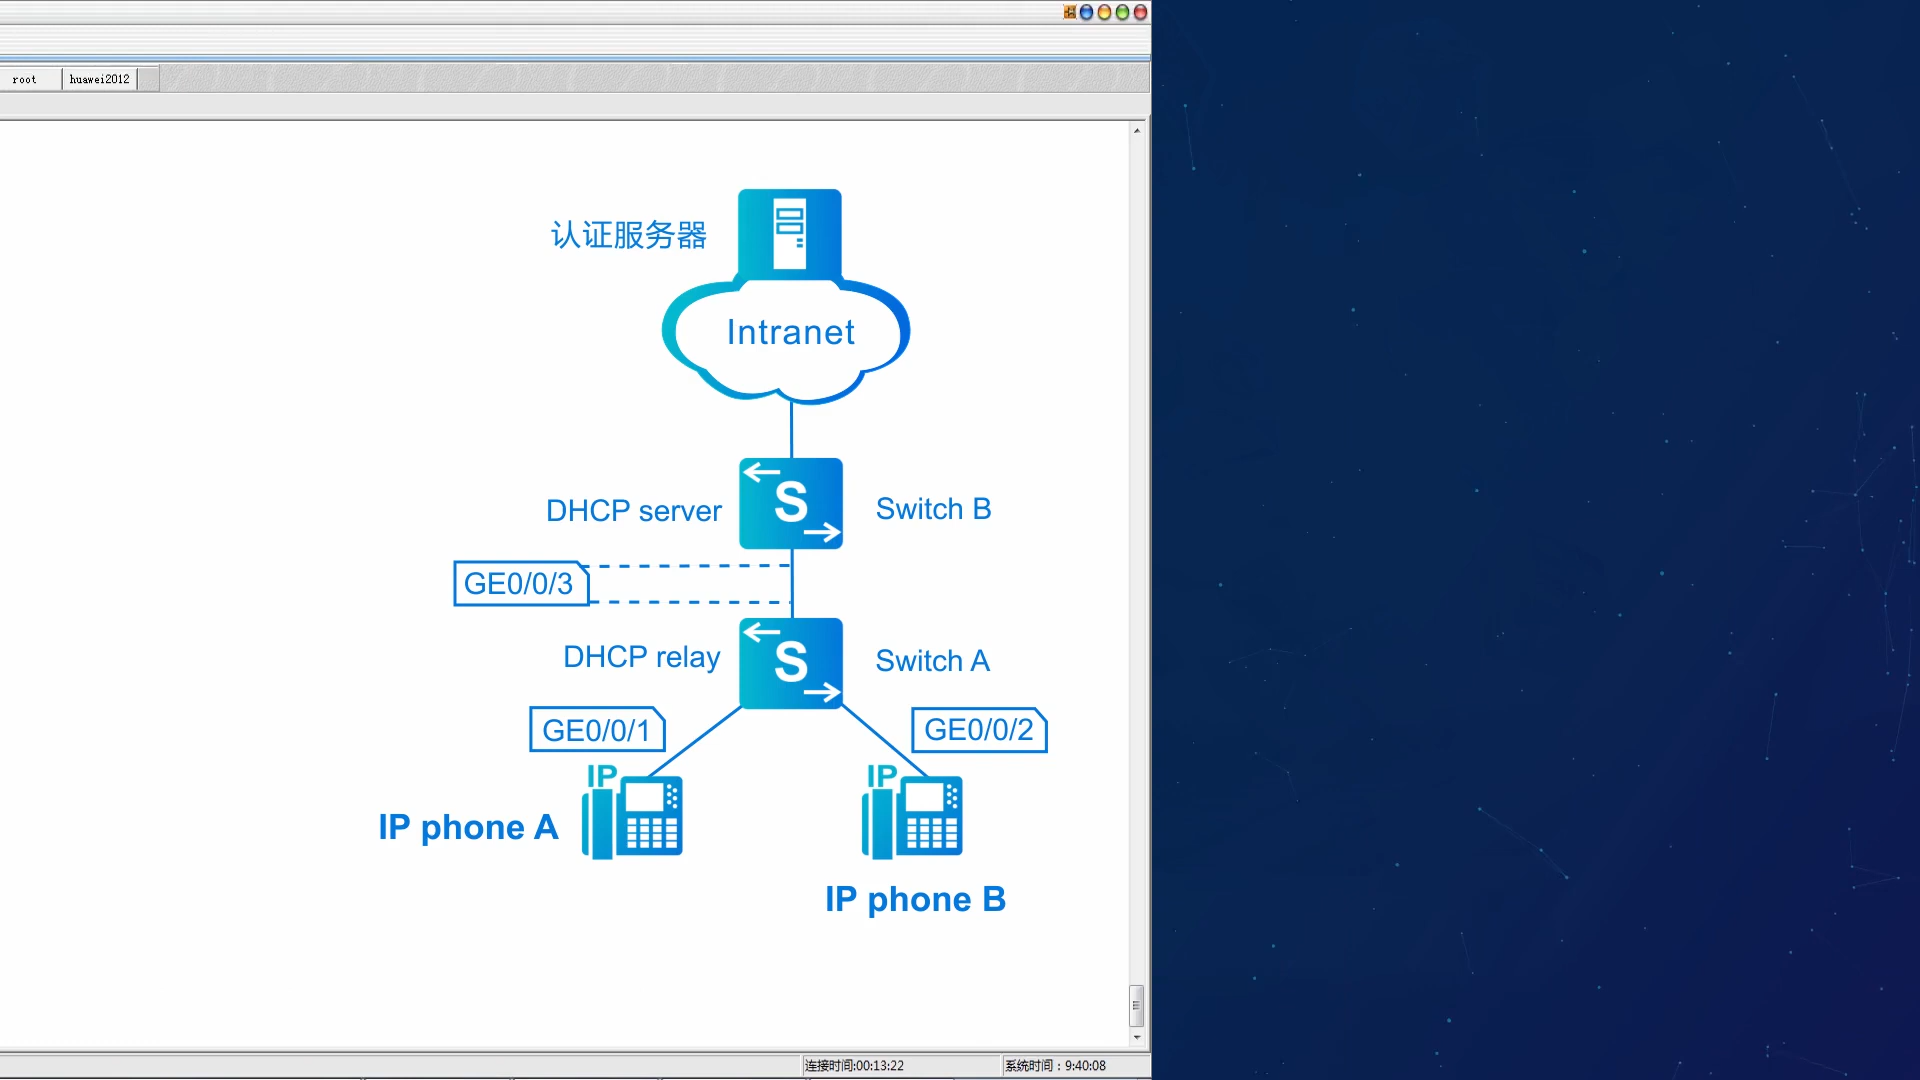 root
huawei2012
认证服务器
Intranet
S
DHCP server
Switch B
GE0/0/3
S
DHCP relay
Switch A
GE0/0/1
GE0/0/2
IP
IP
IP phone A
IP phone B
连接时间:00:13:22
系统时间：9:40:08